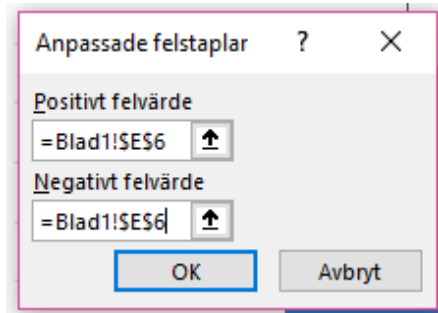 Anpassade felstaplar ? ×
Positivt felvärde
=Blad1!$E$6
Negativt felvärde
=Blad1!$E$6
OK Avbryt